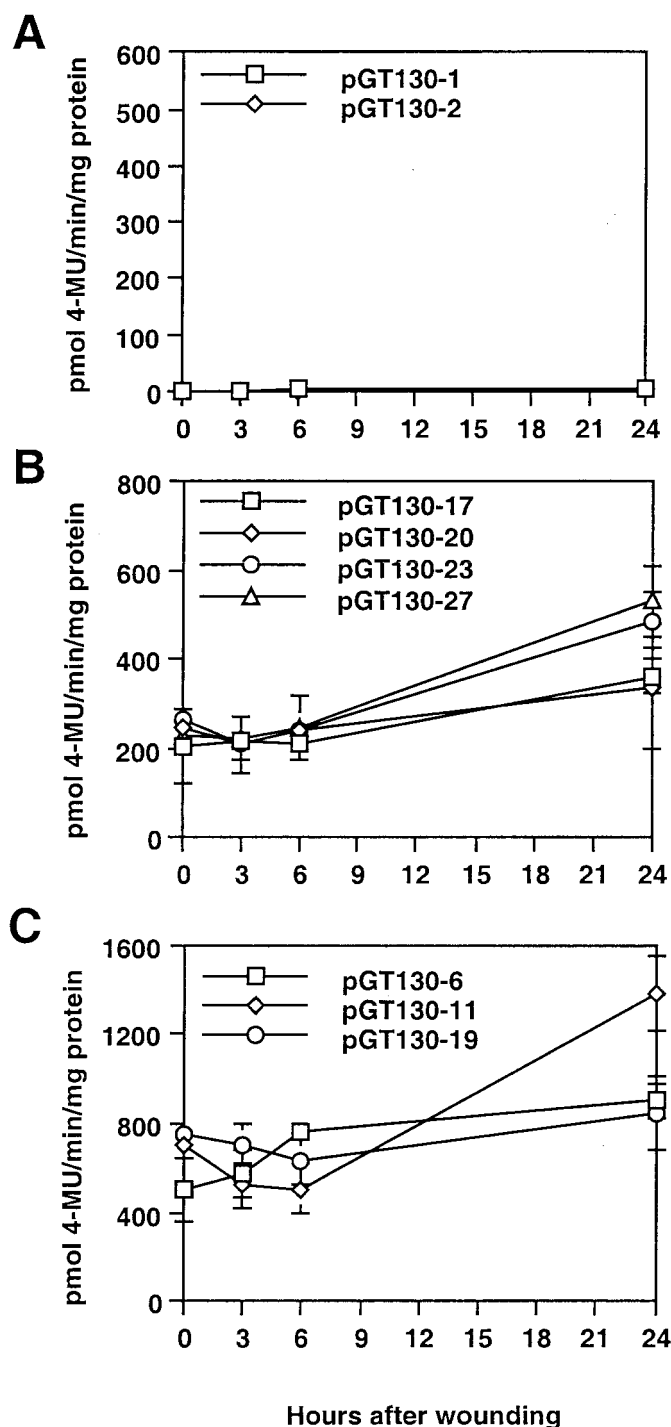 A
pmol 4-MU/min/mg protein
600
500
400
300
200
100
0
pGT130-1
pGT130-2
0 3 6 9 12 15 18 21 24
B
pmol 4-MU/min/mg protein
800
600
400
200
0
pGT130-17
pGT130-20
pGT130-23
pGT130-27
0 3 6 9 12 15 18 21 24
C
pmol 4-MU/min/mg protein
1600
1200
800
400
0
pGT130-6
pGT130-11
pGT130-19
0 3 6 9 12 15 18 21 24
Hours after wounding